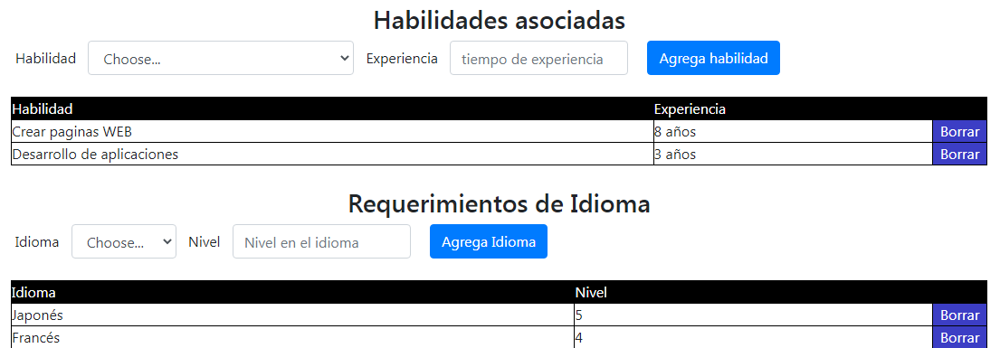 Habilidades asociadas
Habilidad Choose... Experiencia tiempo de experiencia Agrega habilidad
Habilidad Experiencia
Crear paginas WEB 8 años Borrar
Desarrollo de aplicaciones 3 años Borrar
Requerimientos de Idioma
Idioma Choose... Nivel Nivel en el idioma Agrega Idioma
Idioma Nivel
Japonés 5 Borrar
Francés 4 Borrar